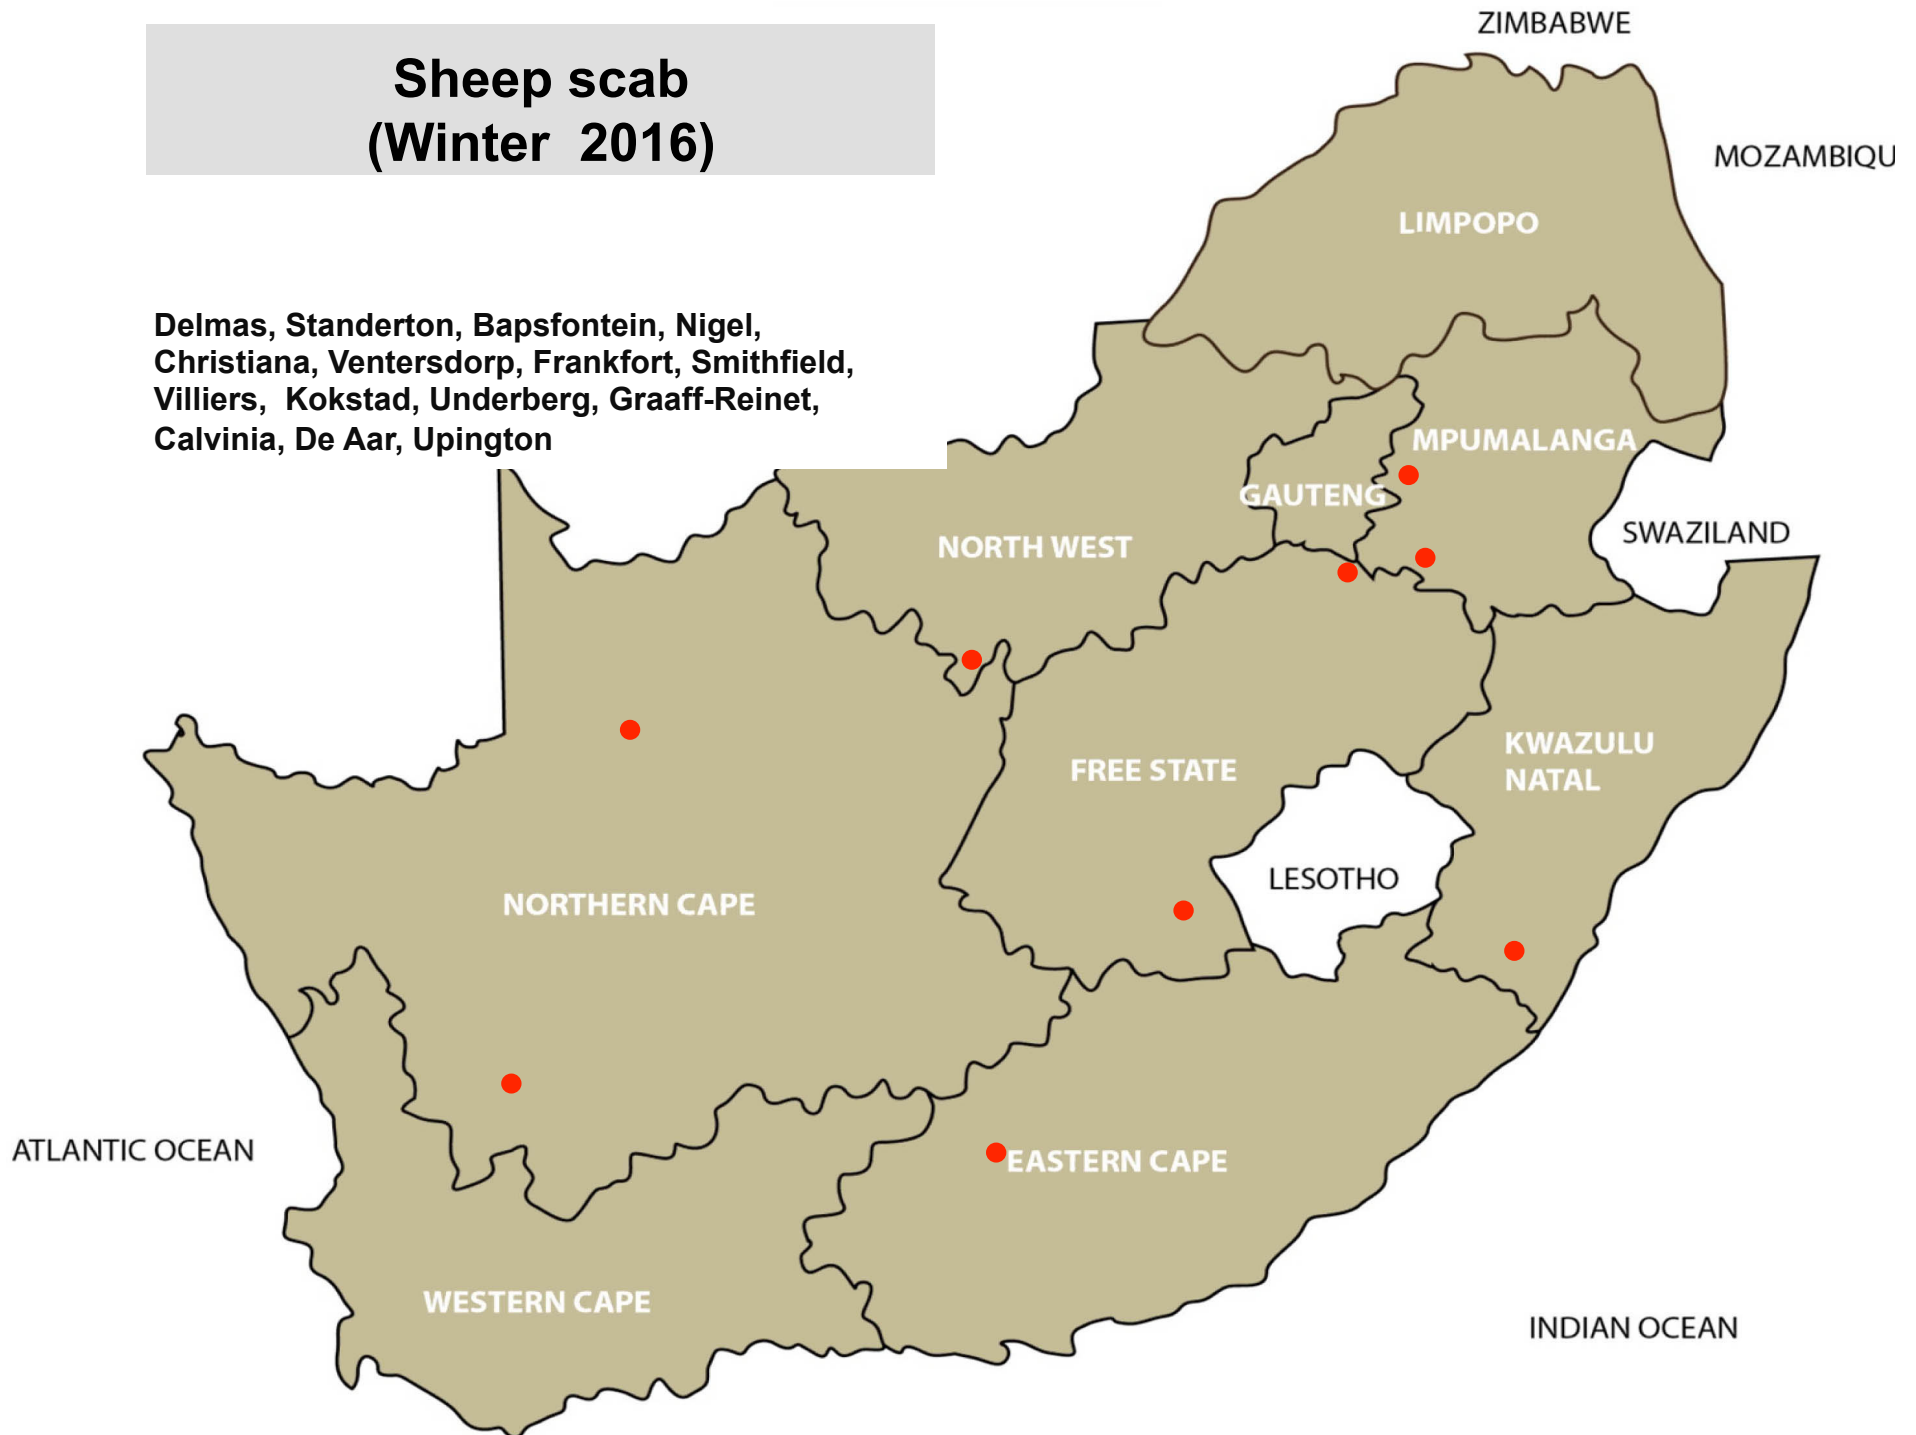 Sheep scab
(Winter  2016)
Delmas, Standerton, Bapsfontein, Nigel,
Christiana, Ventersdorp, Frankfort, Smithfield,
Villiers,  Kokstad, Underberg, Graaff-Reinet,
Calvinia, De Aar, Upington
ZIMBABWE
MOZAMBIQU
LIMPOPO
MPUMALANGA
GAUTENG
SWAZILAND
NORTH WEST
KWAZULU
NATAL
FREE STATE
LESOTHO
NORTHERN CAPE
ATLANTIC OCEAN
EASTERN CAPE
WESTERN CAPE
INDIAN OCEAN